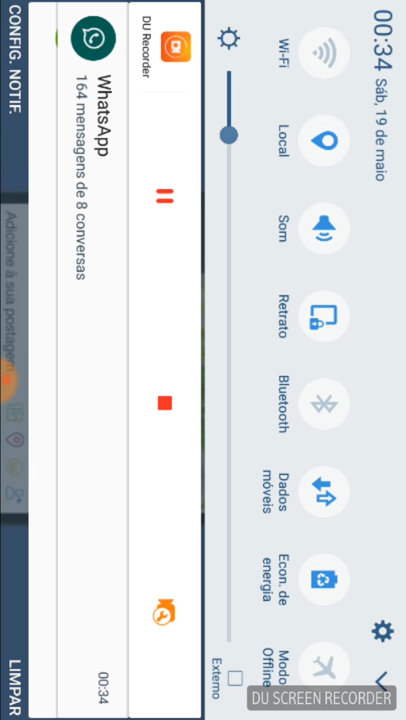 00:34 Sáb, 19 de maio
Wi-Fi
Local
Som
Retrato
Bluetooth
Dados
móveis
Econ. de
energia
Modo
Offline
Externo
DU Recorder
WhatsApp
164 mensagens de 8 conversas
00:34
CONFIG. NOTIF.
LIMPAR
Adicione à sua postagem
DU SCREEN RECORDER